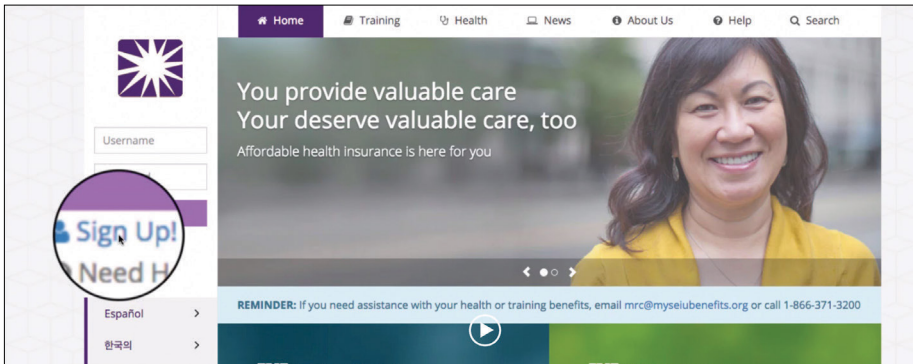 Home Training Health News About Us Help Search
You provide valuable care
Your deserve valuable care, too
Affordable health insurance is here for you
Username
Sign Up!
Need H
REMINDER: If you need assistance with your health or training benefits, email mrc@myseiubenefits.org or call 1-866-371-3200
Español
한국의